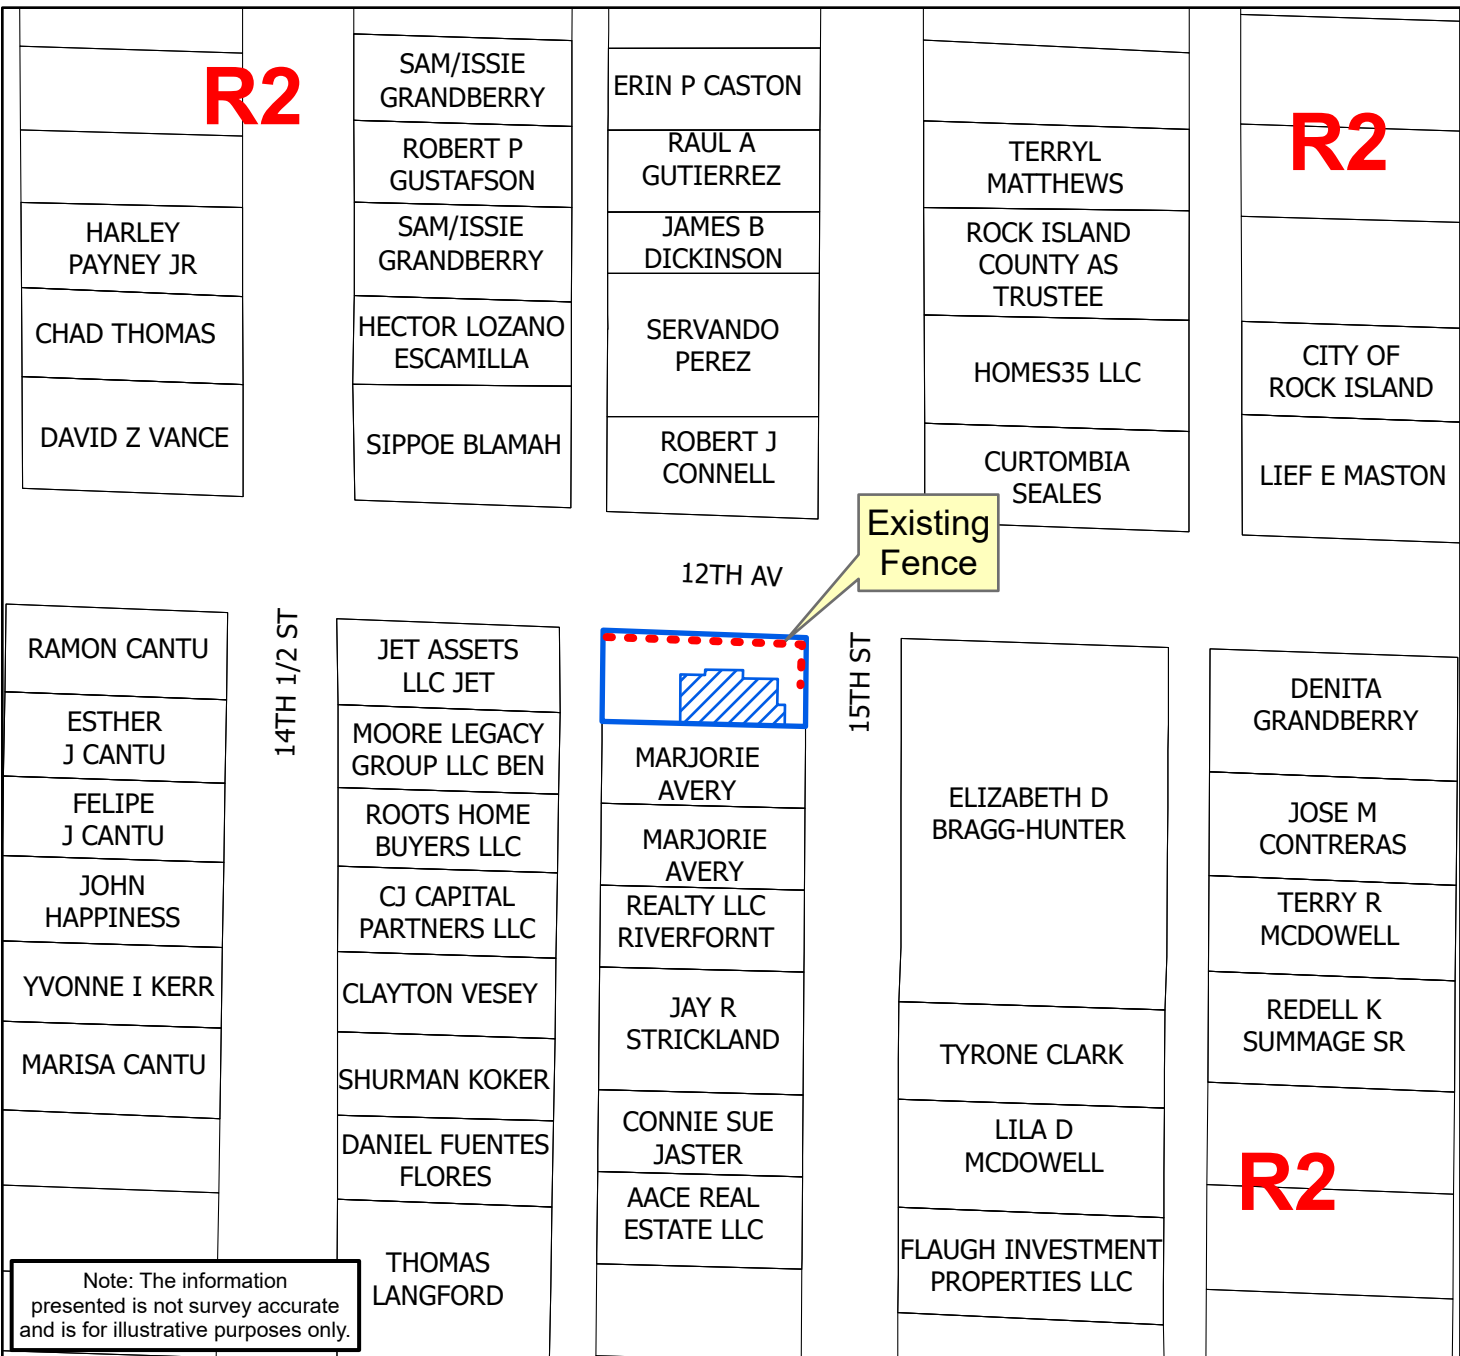 R2
R2
SAM/ISSIE
GRANDBERRY
ERIN P CASTON
ROBERT P
GUSTAFSON
RAUL A
GUTIERREZ
TERRYL
MATTHEWS
HARLEY
PAYNEY JR
SAM/ISSIE
GRANDBERRY
JAMES B
DICKINSON
ROCK ISLAND
COUNTY AS
TRUSTEE
CHAD THOMAS
HECTOR LOZANO
ESCAMILLA
SERVANDO
PEREZ
HOMES35 LLC
CITY OF
ROCK ISLAND
DAVID Z VANCE
SIPPOE BLAMAH
ROBERT J
CONNELL
CURTOMBIA
SEALES
LIEF E MASTON
Existing
Fence
12TH AV
14TH 1/2 ST
15TH ST
RAMON CANTU
JET ASSETS
LLC JET
DENITA
GRANDBERRY
ESTHER
J CANTU
MOORE LEGACY
GROUP LLC BEN
MARJORIE
AVERY
ELIZABETH D
BRAGG-HUNTER
FELIPE
J CANTU
ROOTS HOME
BUYERS LLC
MARJORIE
AVERY
JOSE M
CONTRERAS
JOHN
HAPPINESS
CJ CAPITAL
PARTNERS LLC
REALTY LLC
RIVERFORNT
TERRY R
MCDOWELL
YVONNE I KERR
CLAYTON VESEY
JAY R
STRICKLAND
REDELL K
SUMMAGE SR
MARISA CANTU
SHURMAN KOKER
TYRONE CLARK
DANIEL FUENTES
FLORES
CONNIE SUE
JASTER
LILA D
MCDOWELL
R2
AACE REAL
ESTATE LLC
THOMAS
LANGFORD
FLAUGH INVESTMENT
PROPERTIES LLC
Note: The information
presented is not survey accurate
and is for illustrative purposes only.